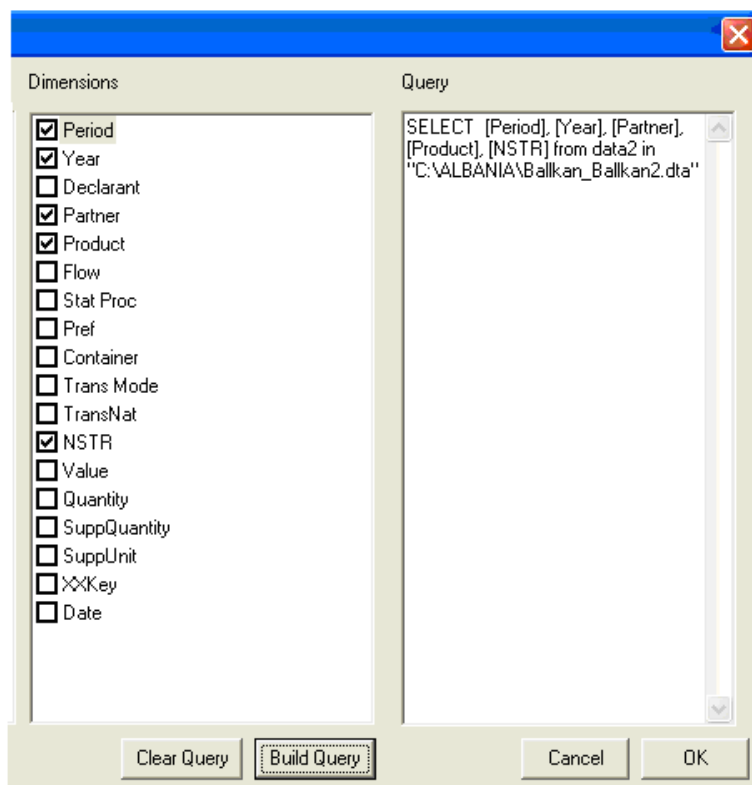 Dimensions
Period
Year
Declarant
Partner
Product
Flow
Stat Proc
Pref
Container
Trans Mode
TransNat
NSTR
Value
Quantity
SuppQuantity
SuppUnit
XXKey
Date
Query
SELECT  [Period], [Year], [Partner],
[Product], [NSTR] from data2 in
"C:\ALBANIA\Ballkan_Ballkan2.dta"
Clear Query
Build Query
Cancel
OK